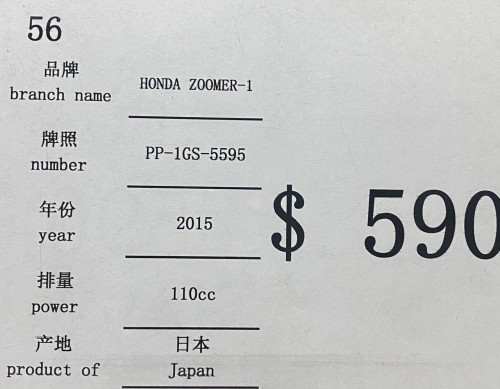 56
品牌
branch name
HONDA ZOOMER-1
牌照
number
PP-1GS-5595
年份
year
2015
$ 590
排量
power
110cc
产地
product of
日本
Japan